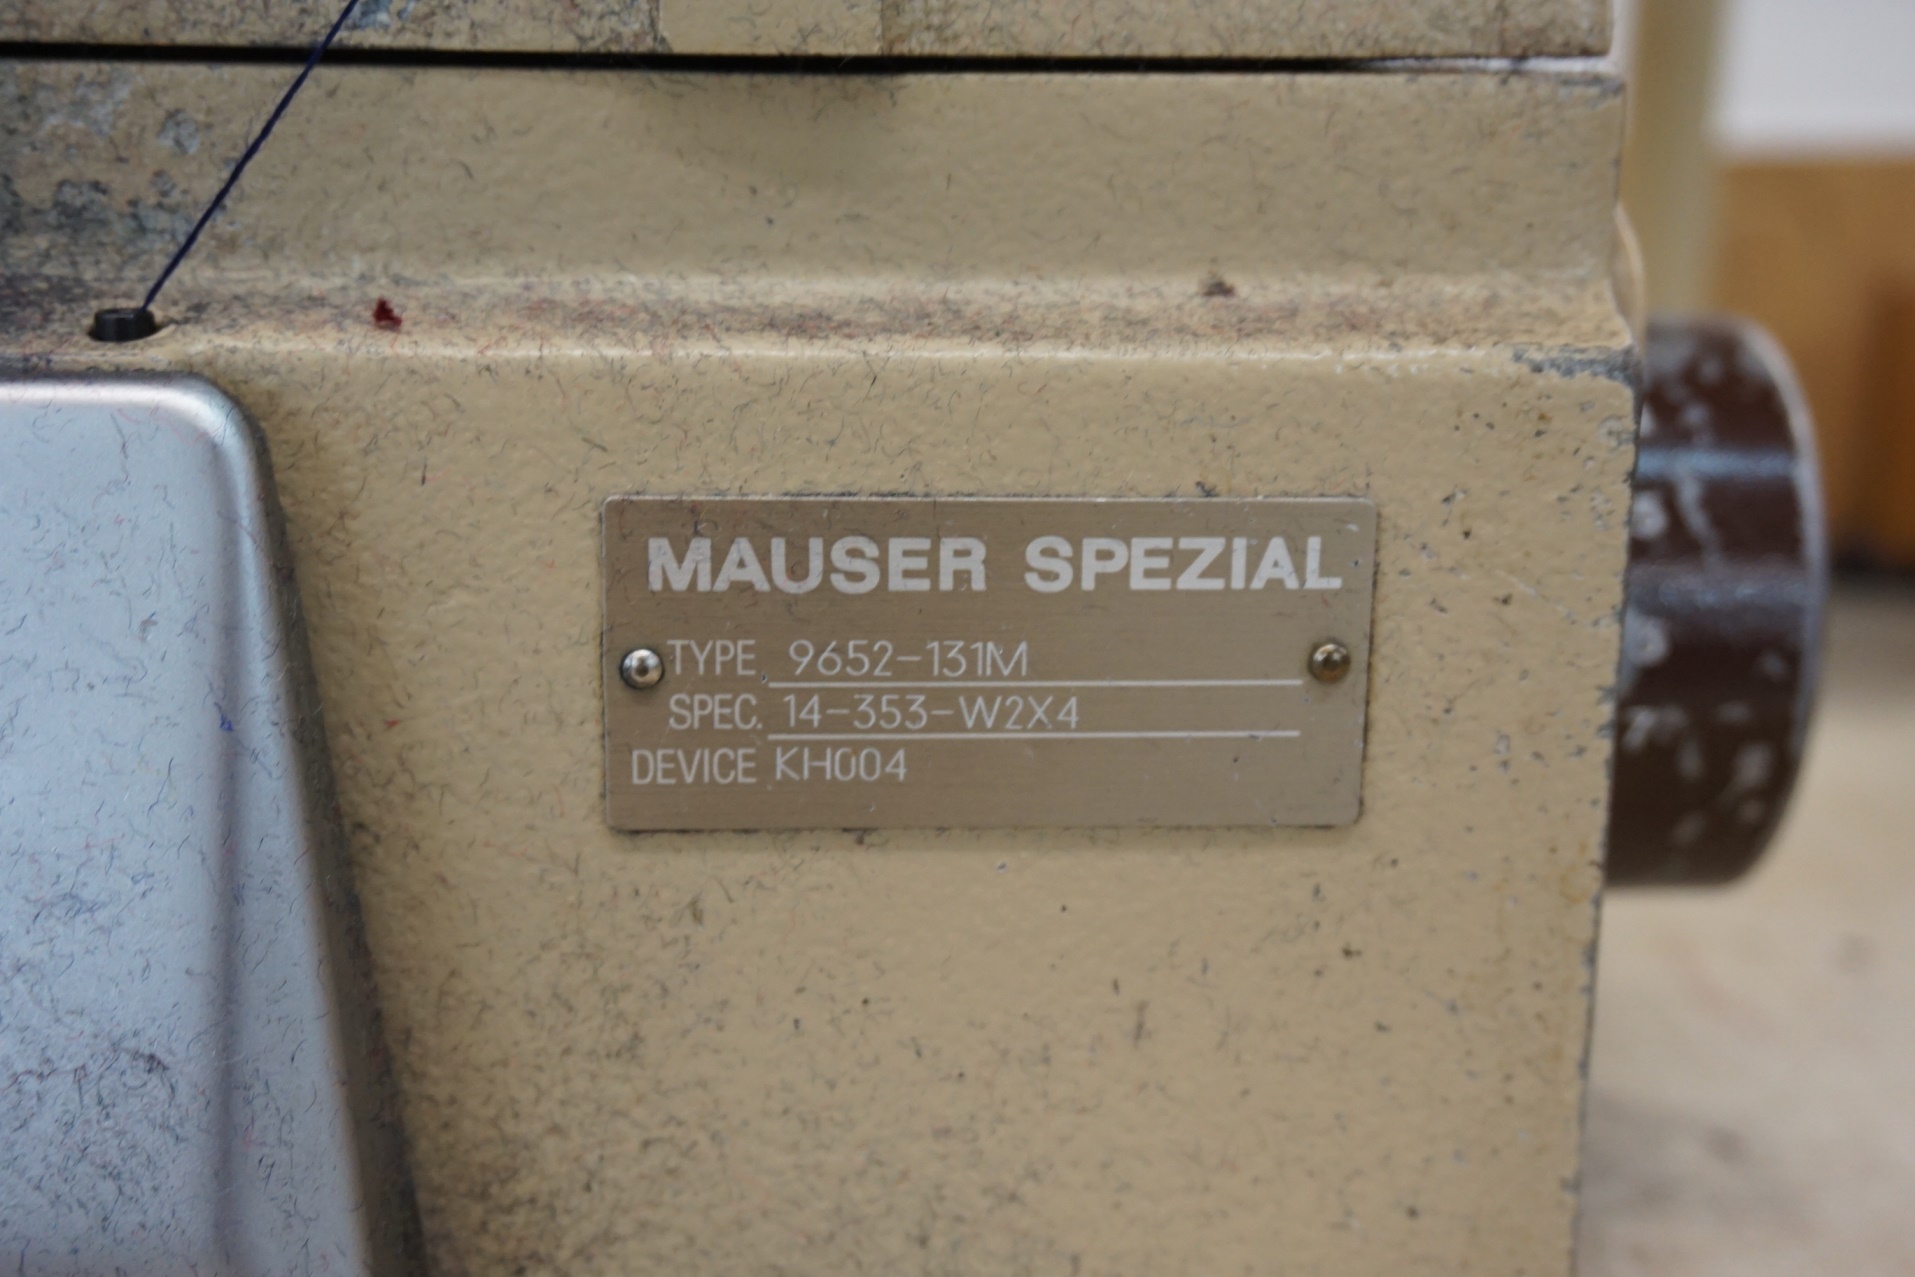 MAUSER SPEZIAL
TYPE 9652-131M
SPEC. 14-353-W2X4
DEVICE KH004